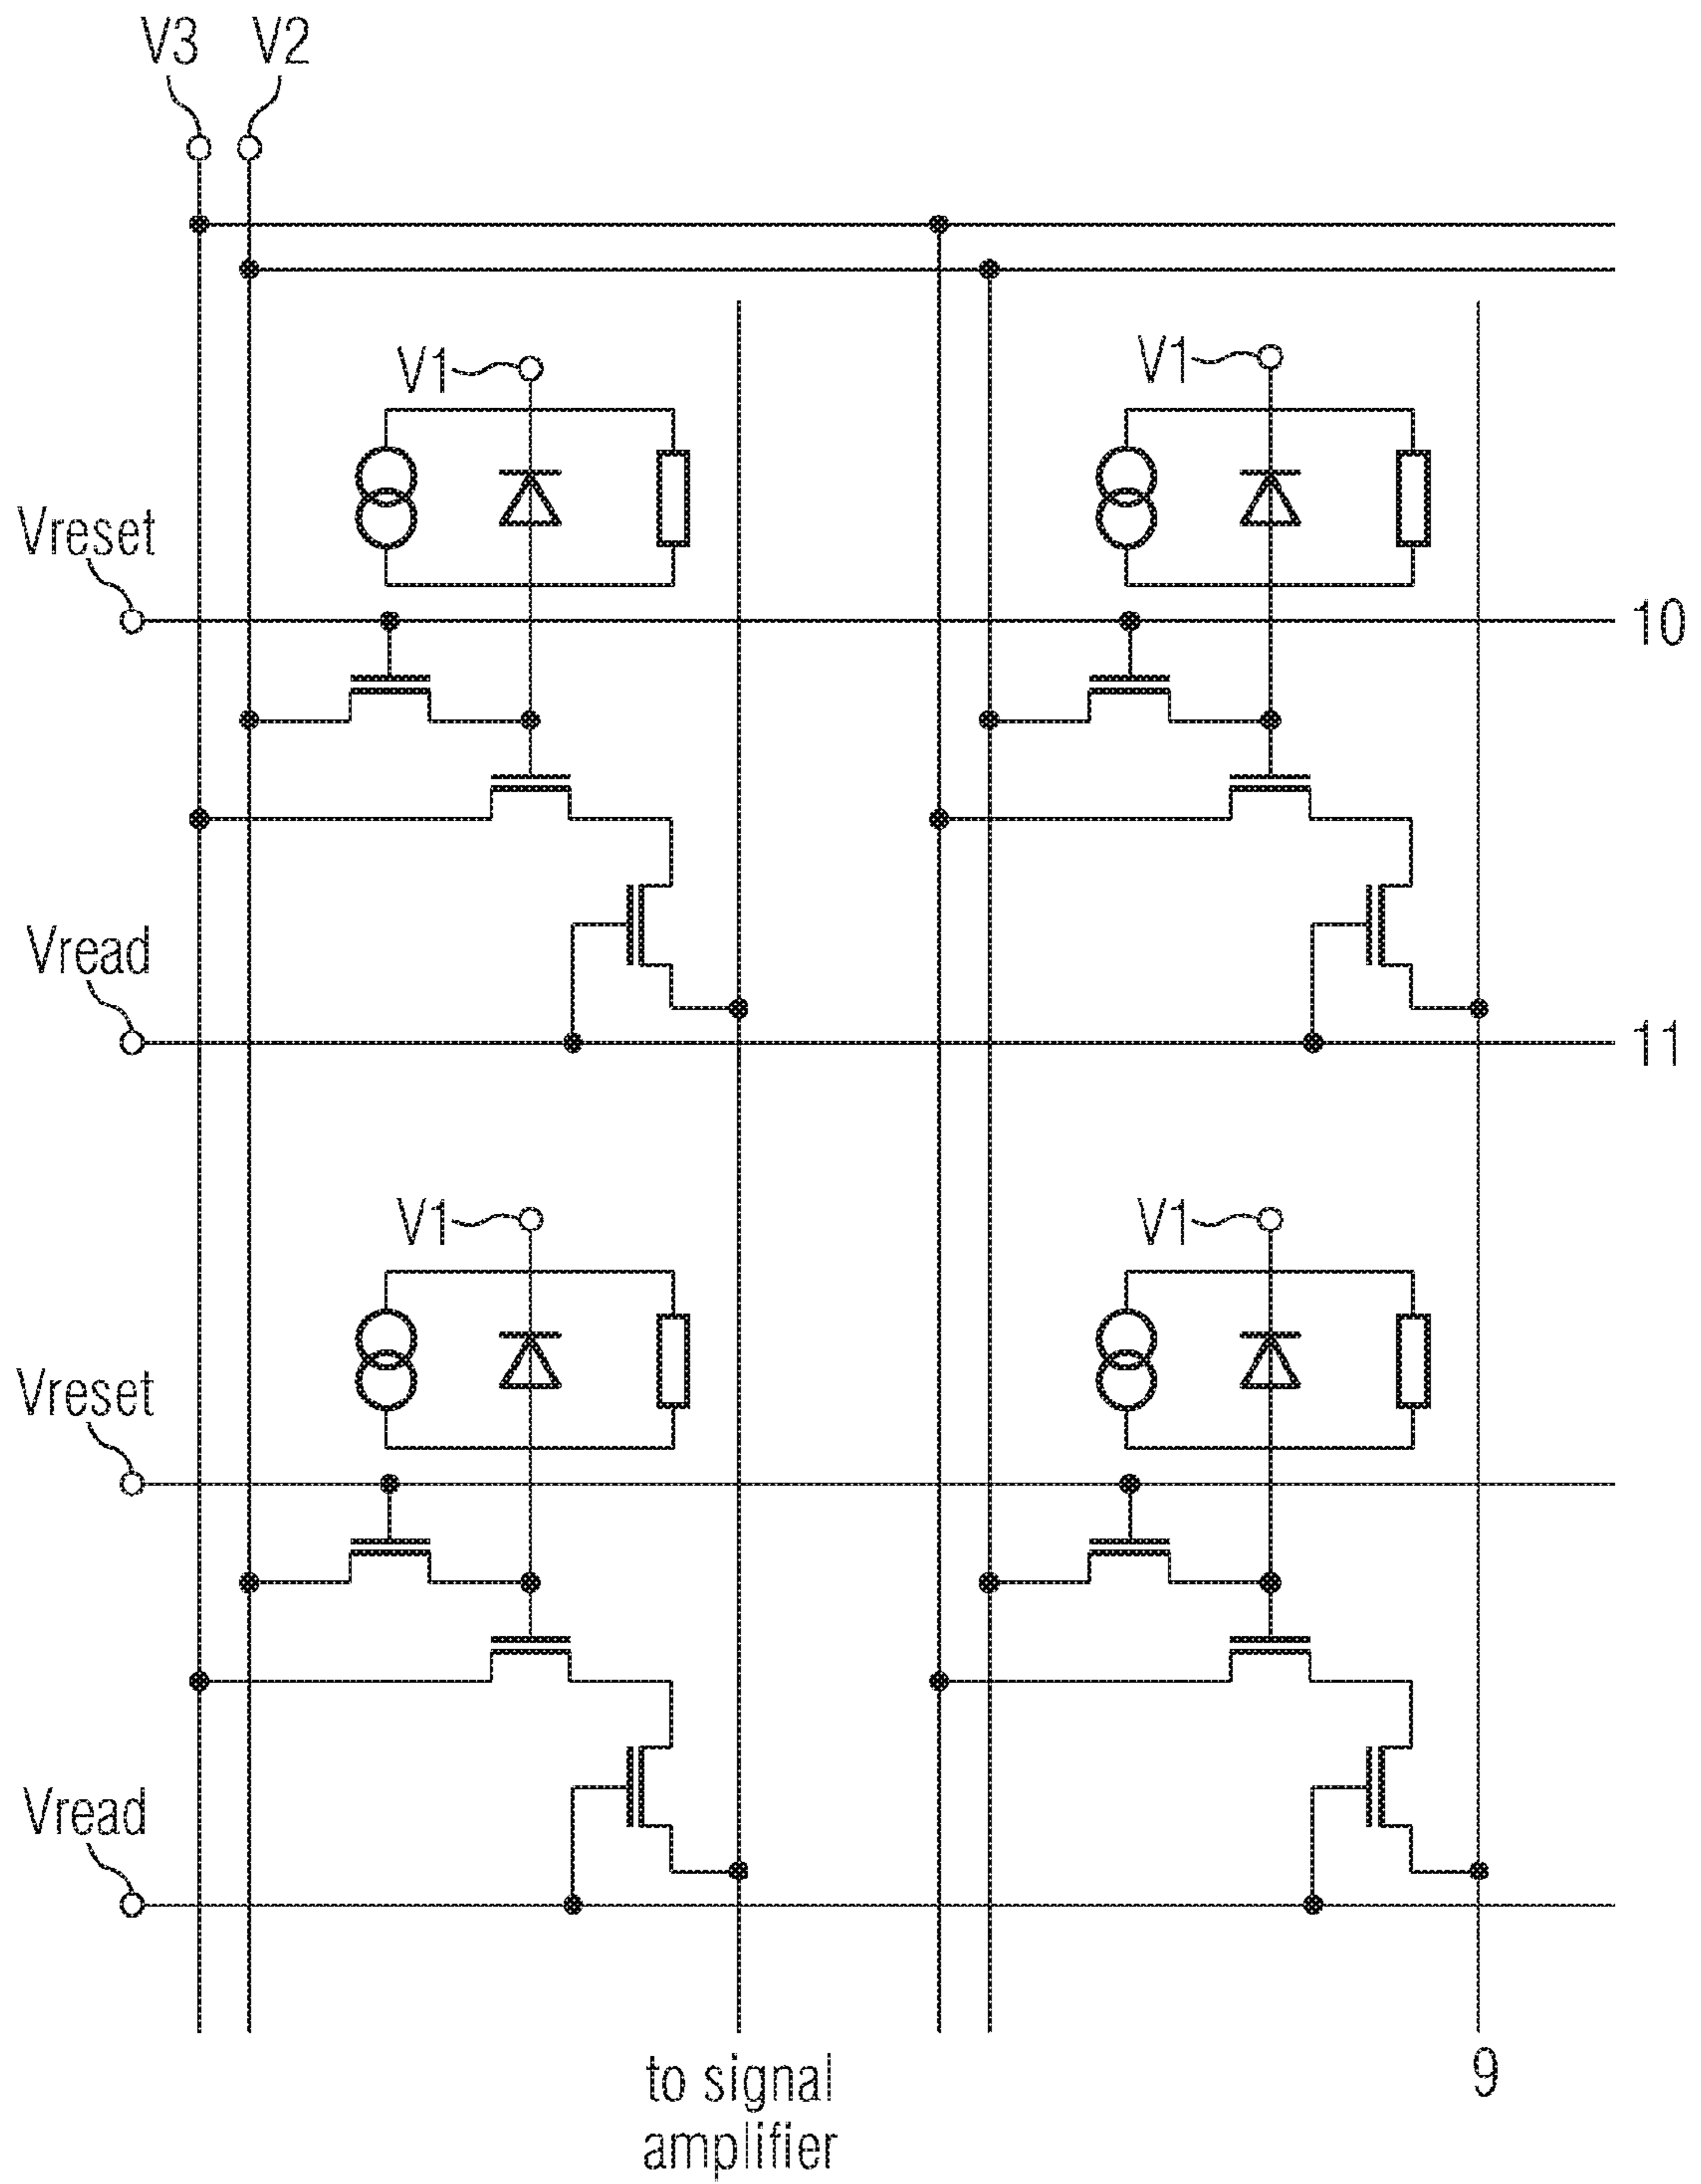 V3 V2
V1 V1
Vreset
10
Vread
11
V1 V1
Vreset
Vread
to signal
amplifier
9